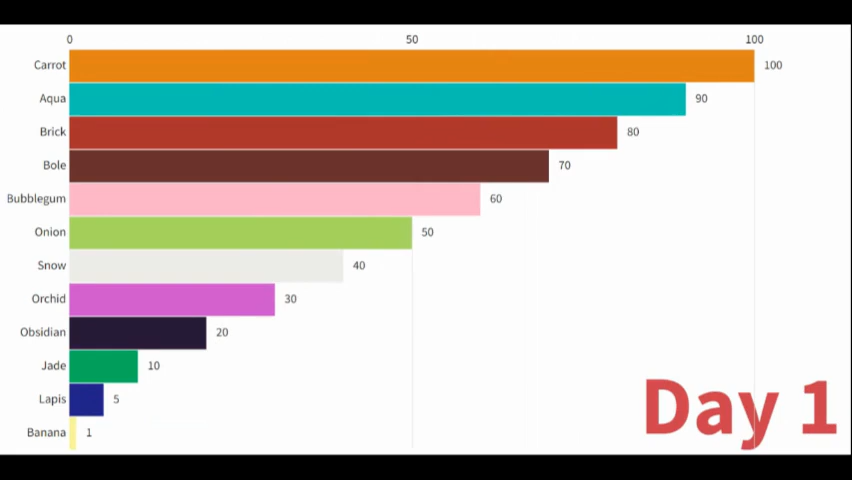 0 50 100
Carrot 100
Aqua 90
Brick 80
Bole 70
Bubblegum 60
Onion 50
Snow 40
Orchid 30
Obsidian 20
Jade 10
Lapis 5
Banana 1
Day 1